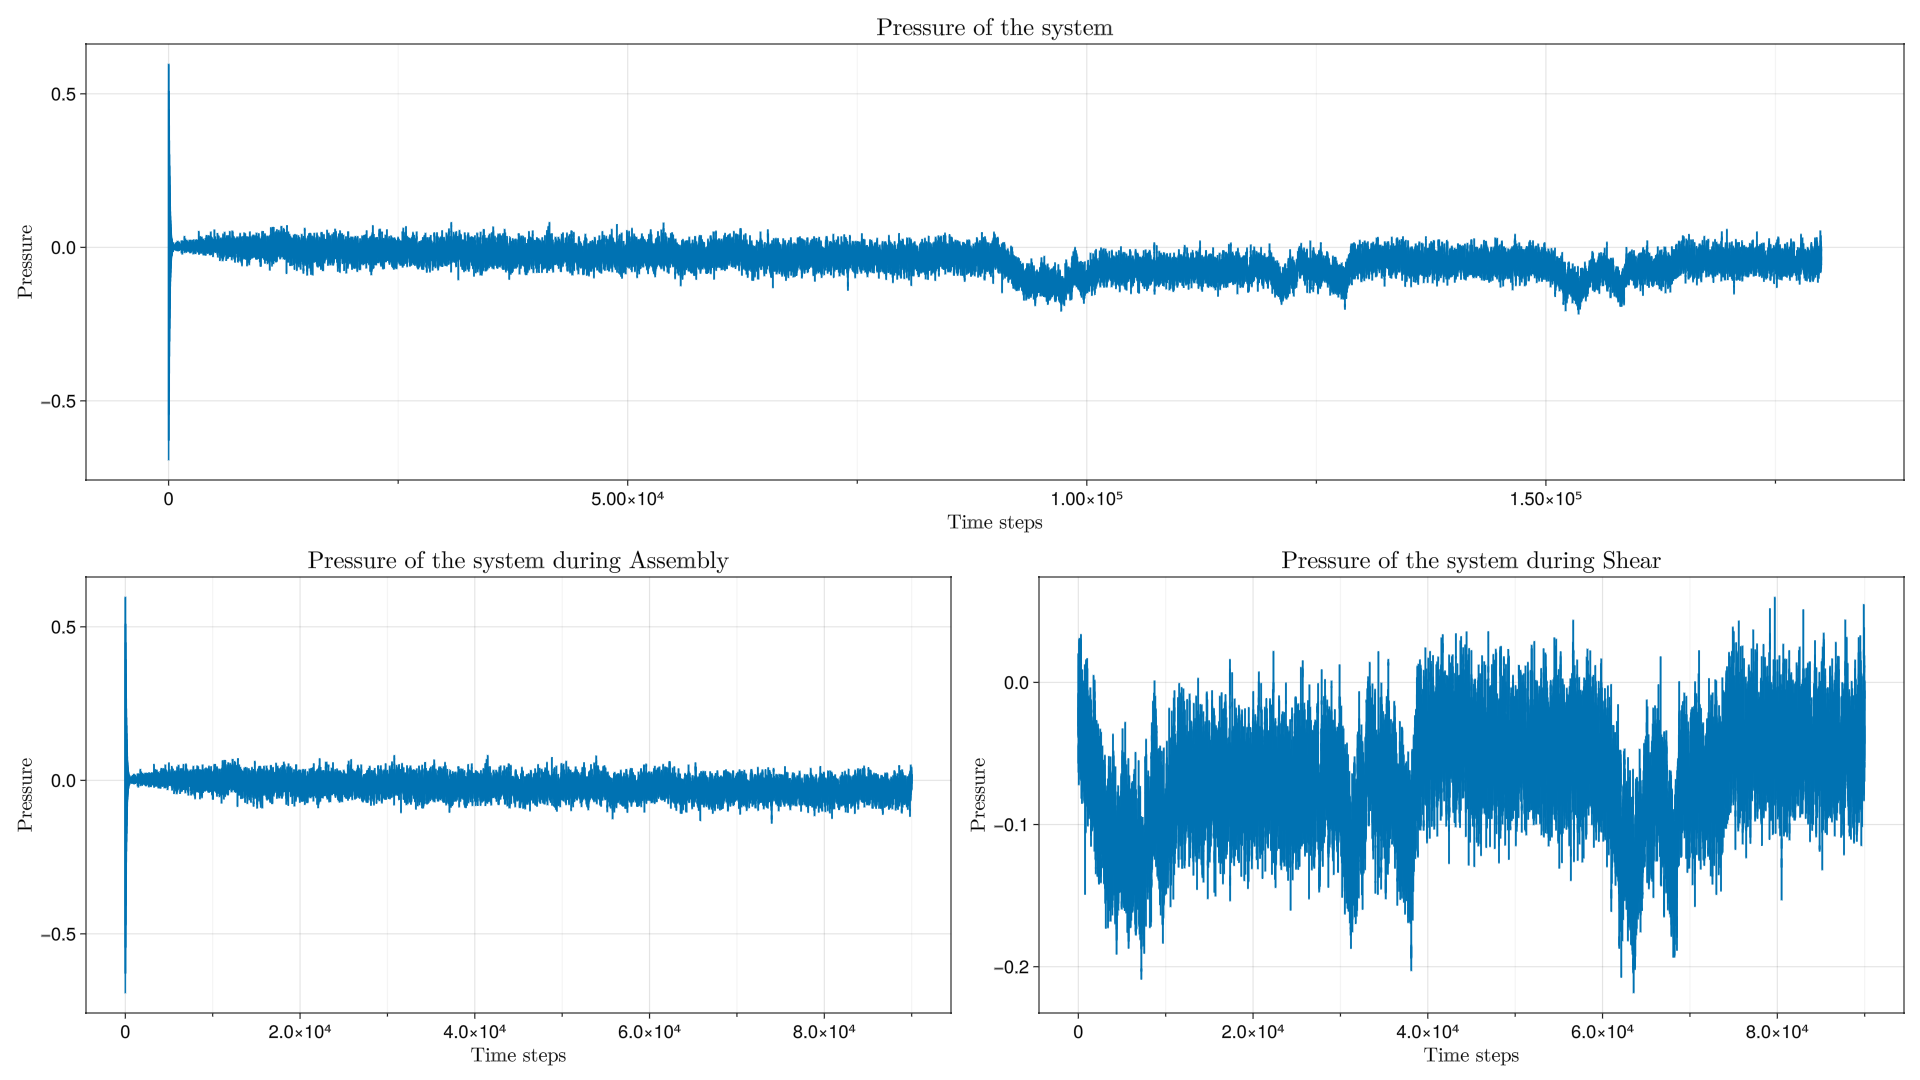 Pressure of the system
Pressure
0.5
0.0
−0.5
0 5.00×10⁴ 1.00×10⁵ 1.50×10⁵
Time steps
Pressure of the system during Assembly
Pressure
0.5
0.0
−0.5
0 2.0×10⁴ 4.0×10⁴ 6.0×10⁴ 8.0×10⁴
Time steps
Pressure of the system during Shear
Pressure
0.0
−0.1
−0.2
0 2.0×10⁴ 4.0×10⁴ 6.0×10⁴ 8.0×10⁴
Time steps